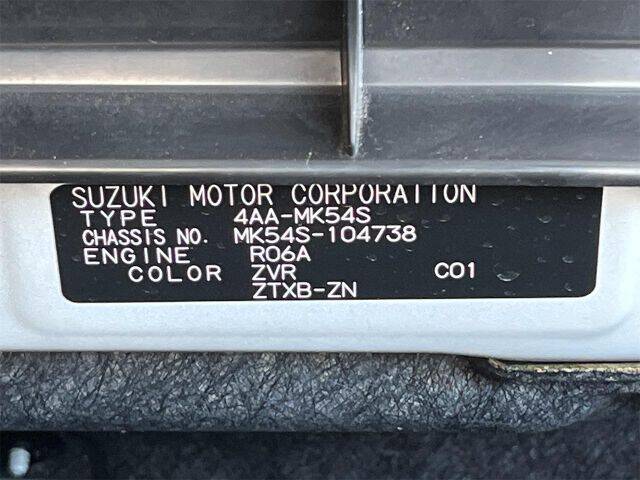 SUZUKI MOTOR CORPORATION
TYPE 4AA-MK54S
CHASSIS NO. MK54S-104738
ENGINE R06A
COLOR ZVR C01
ZTXB-ZN